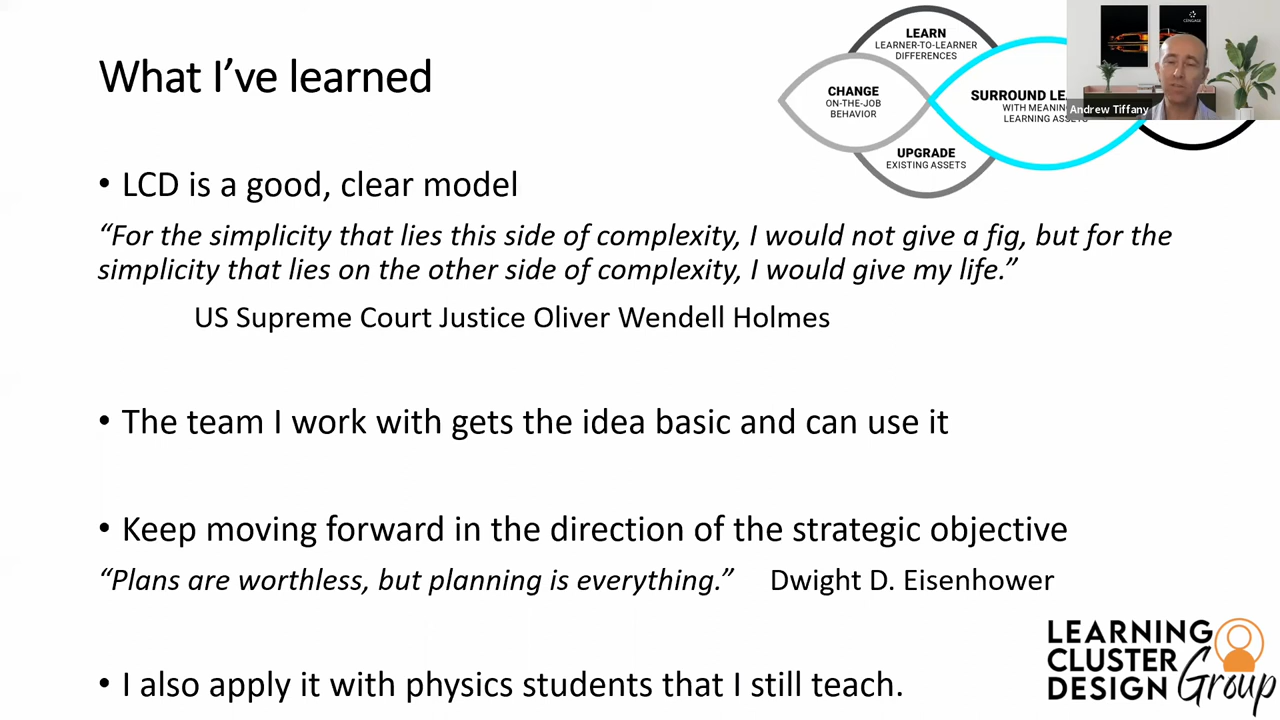 What I've learned
LEARN
LEARNER-TO-LEARNER
DIFFERENCES
CHANGE
ON-THE-JOB
BEHAVIOR
SURROUND
WITH
LEARNING ASSETS
UPGRADE
EXISTING ASSETS
CENGAGE
Andrew Tiffany
• LCD is a good, clear model
“For the simplicity that lies this side of complexity, I would not give a fig, but for the
simplicity that lies on the other side of complexity, I would give my life.”
US Supreme Court Justice Oliver Wendell Holmes
• The team I work with gets the idea basic and can use it
• Keep moving forward in the direction of the strategic objective
“Plans are worthless, but planning is everything.” Dwight D. Eisenhower
• I also apply it with physics students that I still teach.
LEARNING
CLUSTER
DESIGN Group